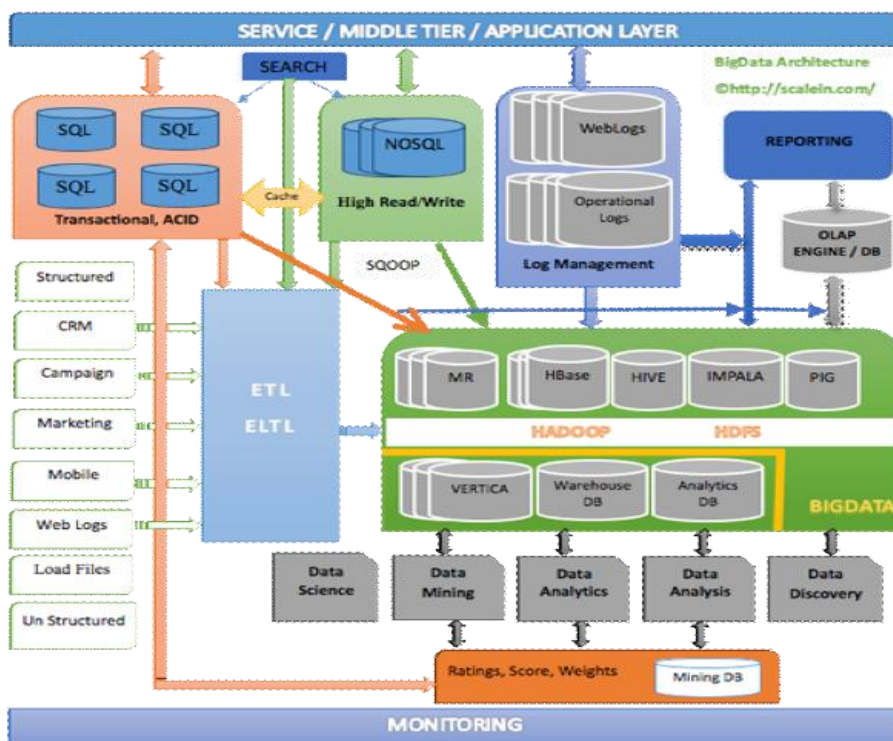 SERVICE / MIDDLE TIER / APPLICATION LAYER
SEARCH
BigData Architecture
©http://scalein.com/
SQL
SQL
SQL
SQL
Transactional, ACID
Cache
NOSQL
High Read/Write
WebLogs
Operational
Logs
Log Management
REPORTING
OLAP
ENGINE / DB
SQOOP
Structured
CRM
Campaign
Marketing
Mobile
Web Logs
Load Files
Un Structured
ETL
ELTL
MR
HBase
HIVE
IMPALA
PIG
HADOOP
HDFS
VERTICA
Warehouse
DB
Analytics
DB
BIGDATA
Data
Science
Data
Mining
Data
Analytics
Data
Analysis
Data
Discovery
Ratings, Score, Weights
Mining DB
MONITORING